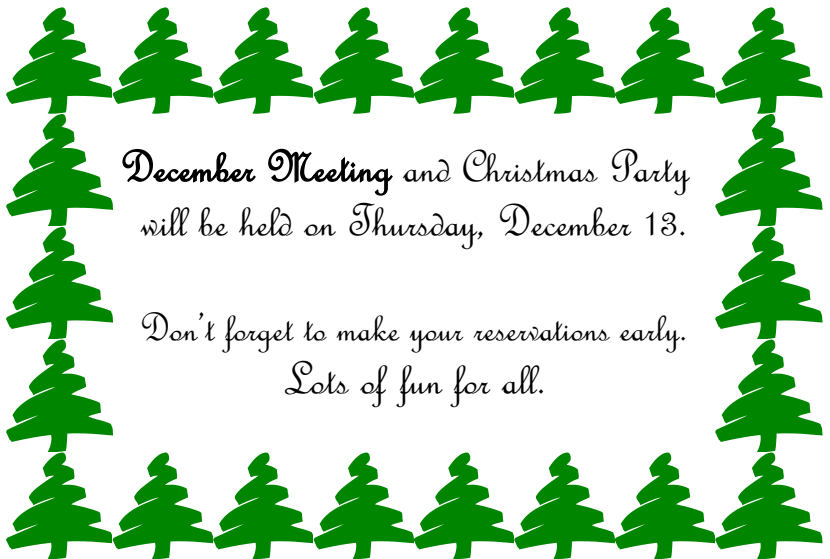 December Meeting and Christmas Party
will be held on Thursday, December 13.
Don't forget to make your reservations early.
Lots of fun for all.